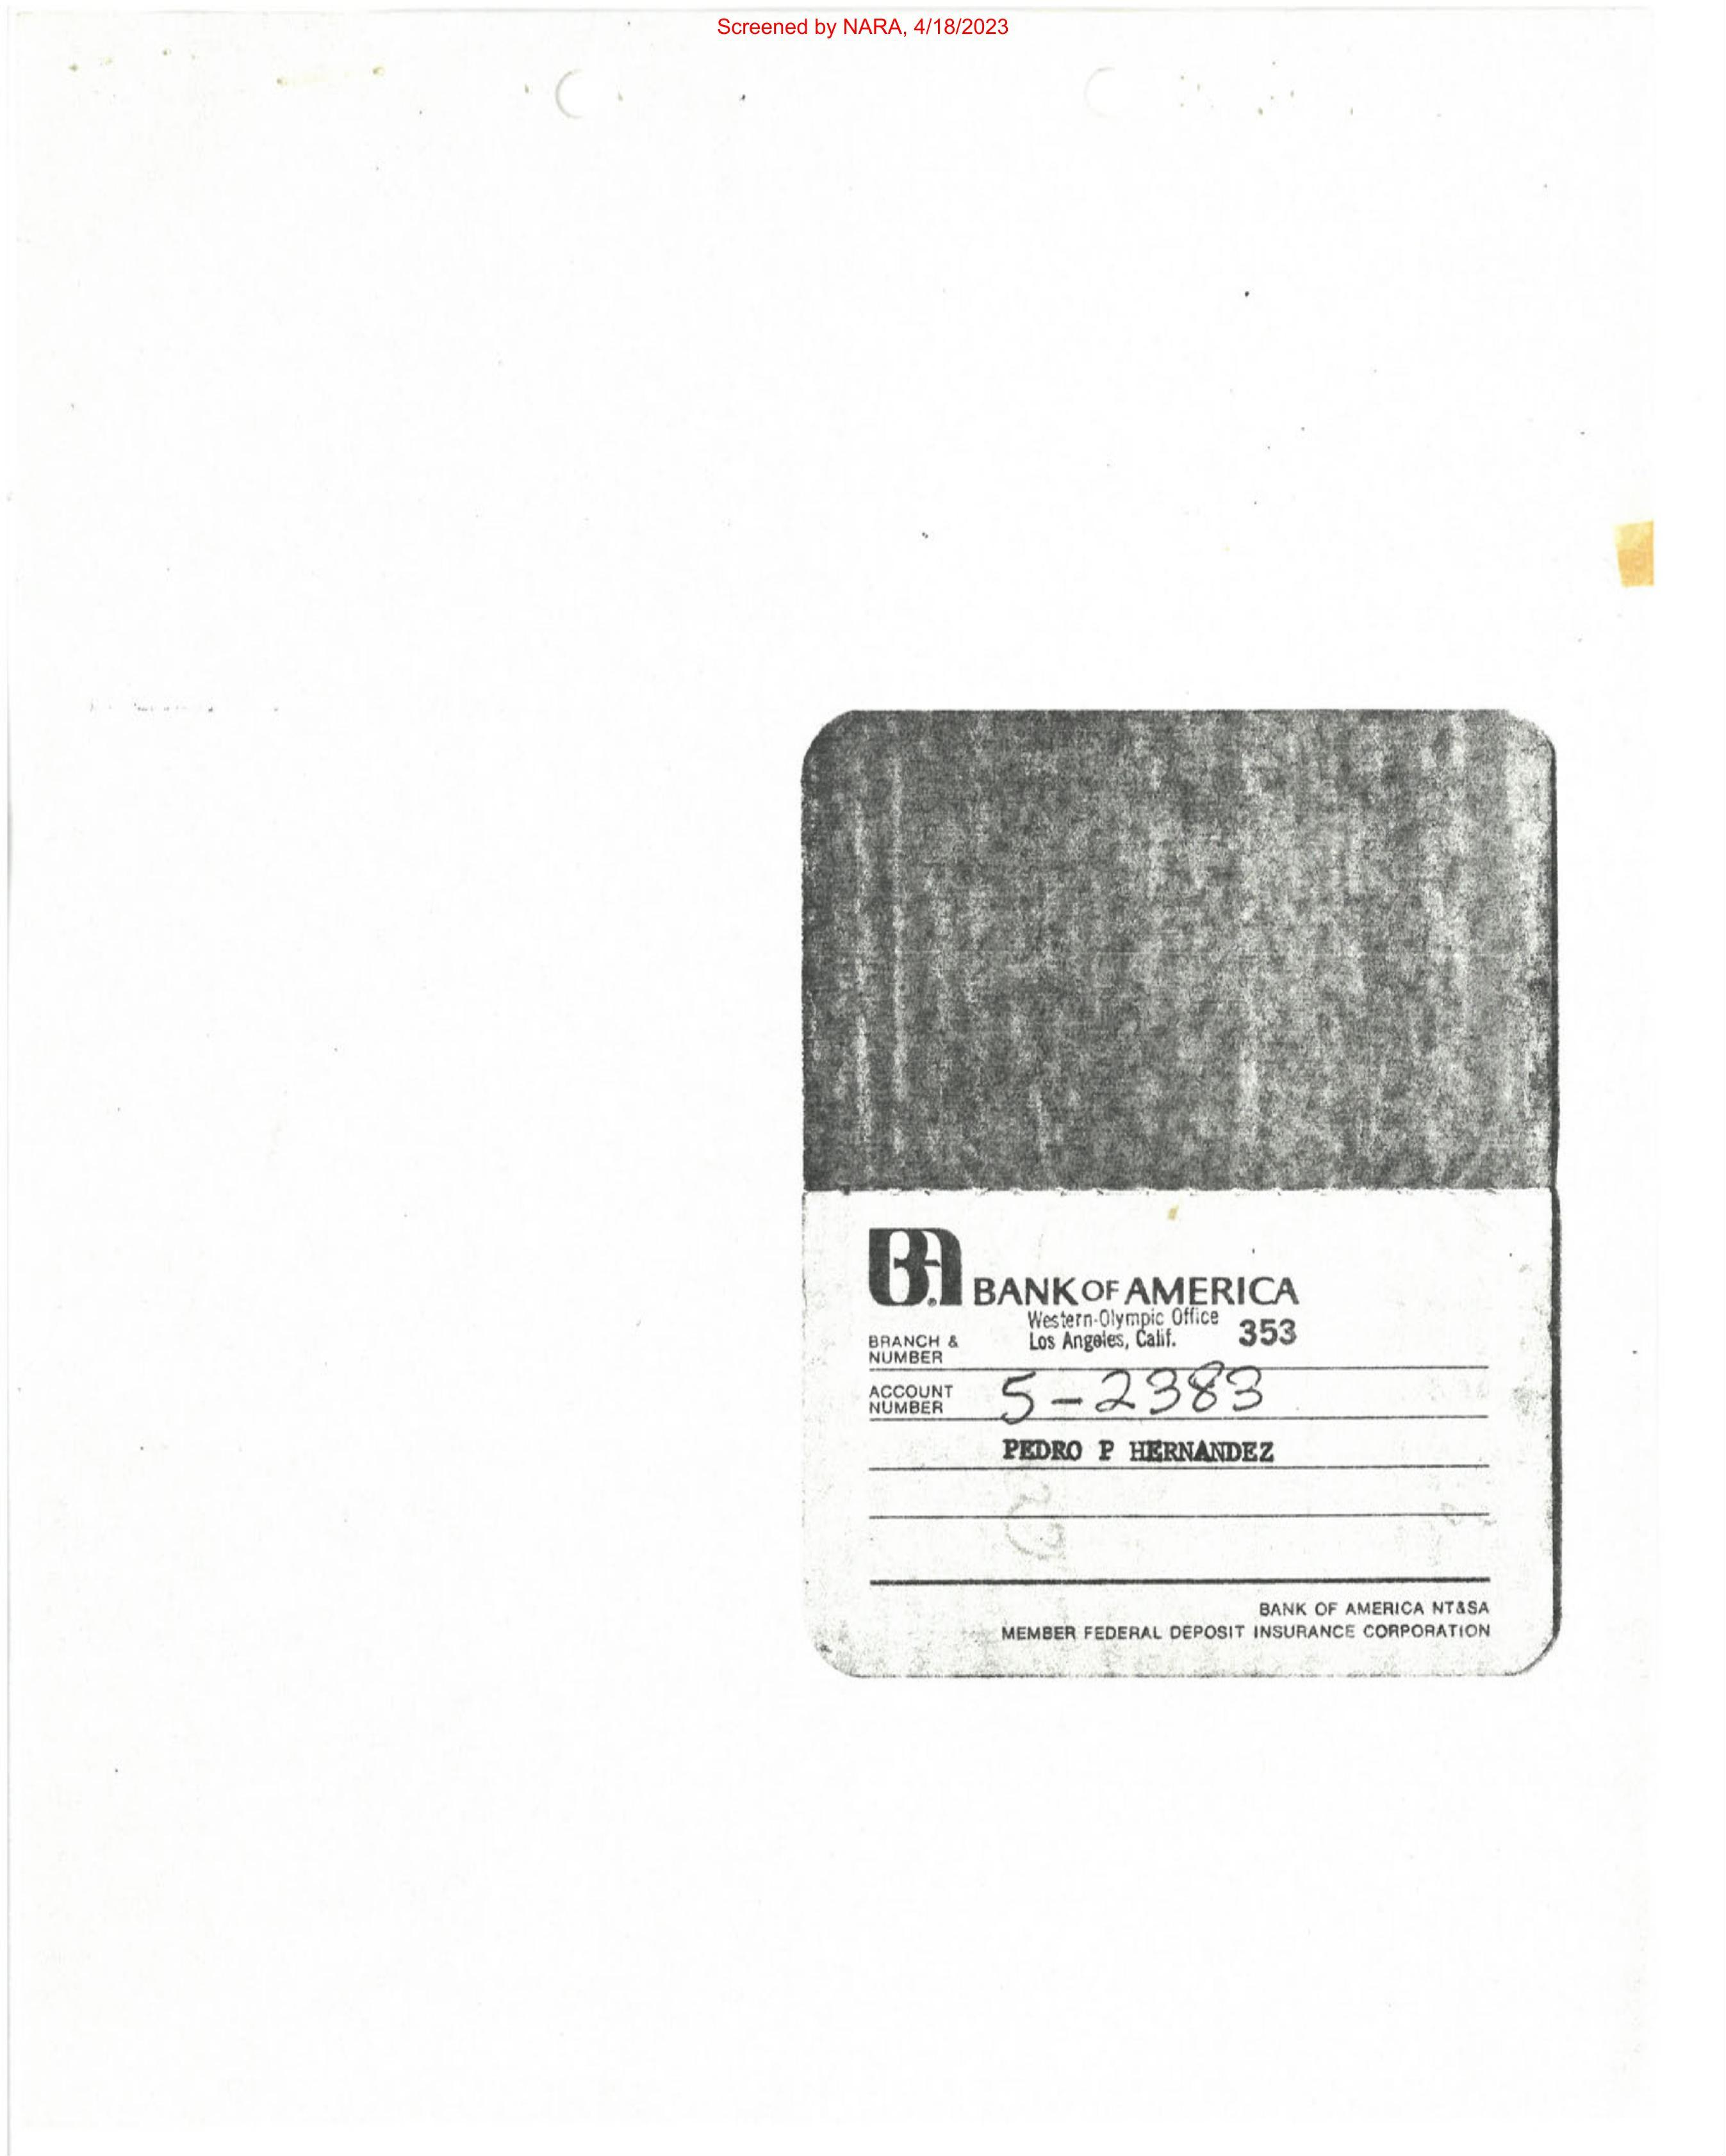 Screened by NARA, 4/18/2023
BA BANK OF AMERICA
Western-Olympic Office
Los Angeles, Calif. 353
BRANCH &
NUMBER
ACCOUNT
NUMBER 5-2383
PEDRO P HERNANDEZ
BANK OF AMERICA NT&SA
MEMBER FEDERAL DEPOSIT INSURANCE CORPORATION